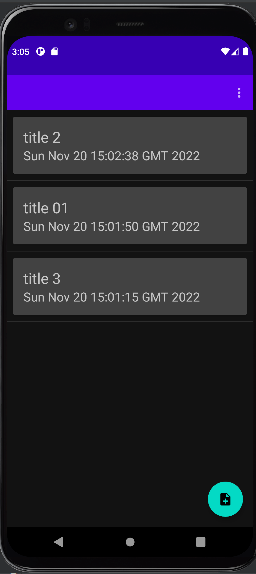 3:05
title 2
Sun Nov 20 15:02:38 GMT 2022
title 01
Sun Nov 20 15:01:50 GMT 2022
title 3
Sun Nov 20 15:01:15 GMT 2022